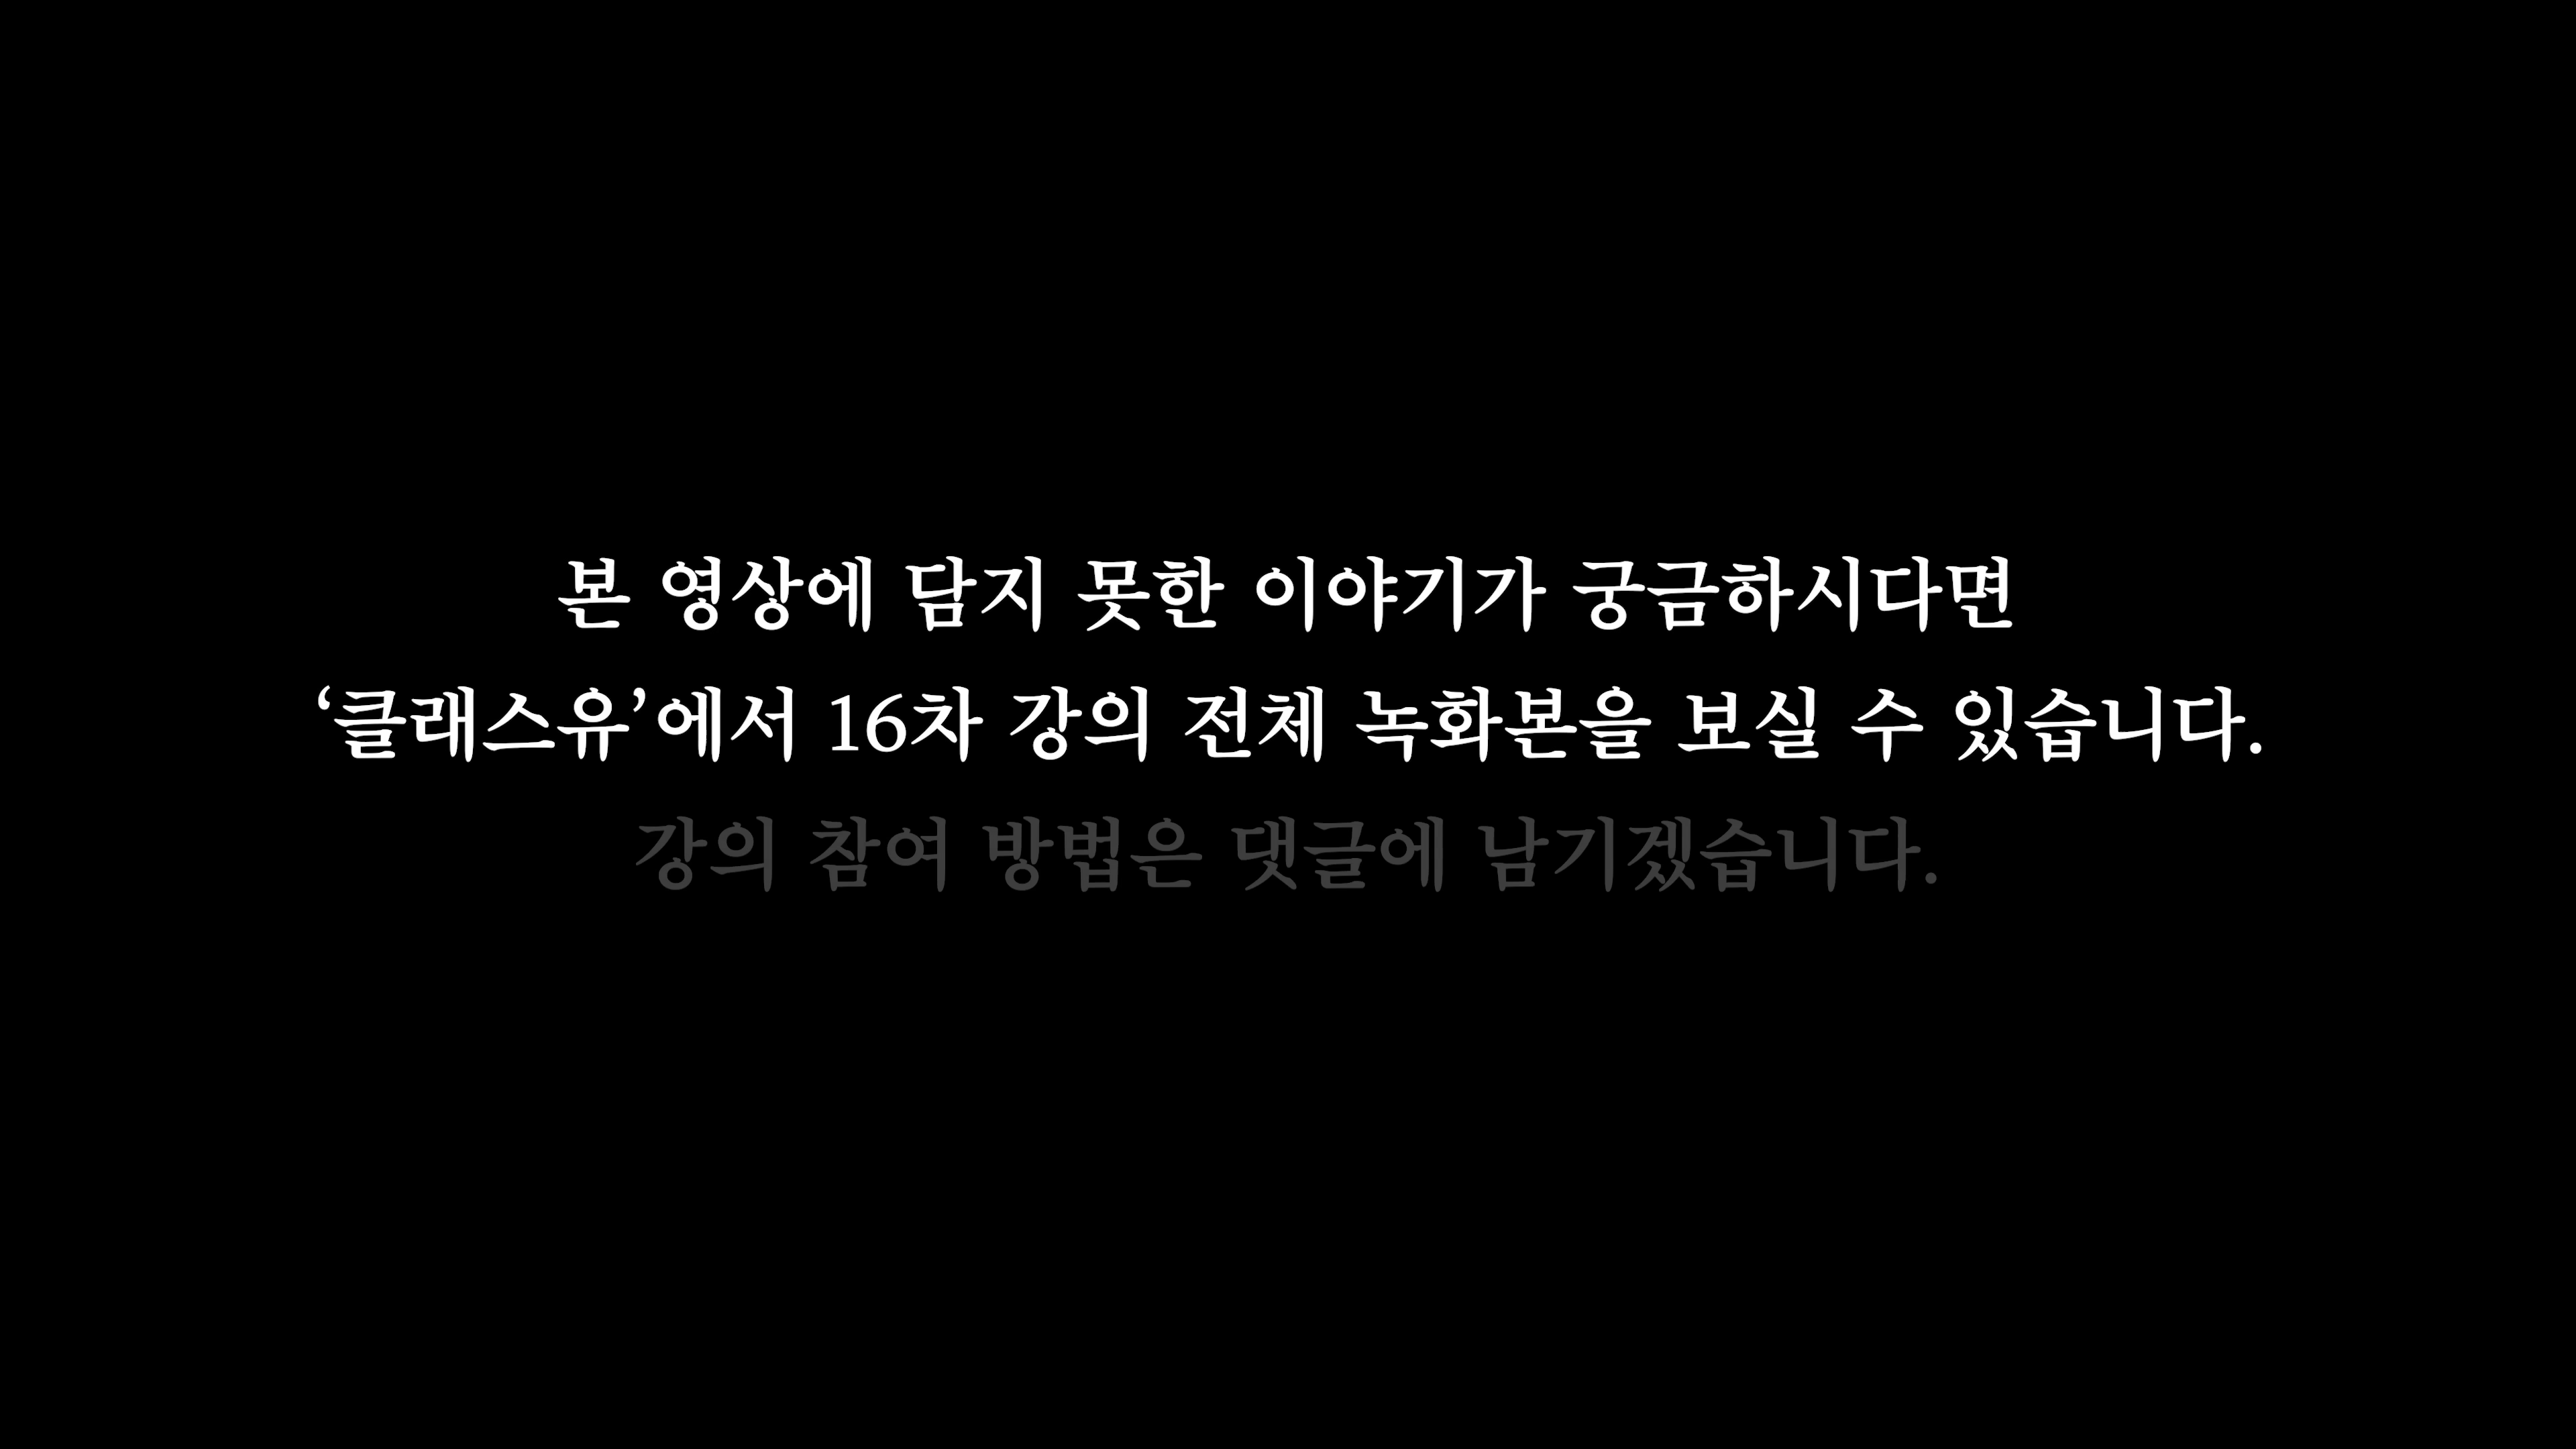 본 영상에 담지 못한 이야기가 궁금하시다면
‘클래스유’에서 16차 강의 전체 녹화본을 보실 수 있습니다.
강의 참여 방법은 댓글에 남기겠습니다.